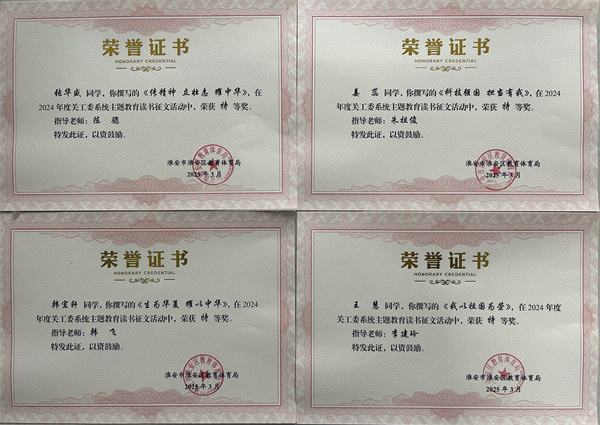 荣誉证书
HONORARY CREDENTIAL
张华威 同学，你撰写的《传精神 立壮志 耀中华》，在
2024年度关工委系统主题教育读书征文活动中，荣获 特 等奖。
指导老师：陈 聪
特发此证，以资鼓励。
淮安市淮安区教育体育局
2025年3月
荣誉证书
HONORARY CREDENTIAL
姜 蕊 同学，你撰写的《科技强国 担当有我》，在
2024年度关工委系统主题教育读书征文活动中，荣获 特 等奖。
指导老师：朱祖俊
特发此证，以资鼓励。
淮安市淮安区教育体育局
2025年3月
荣誉证书
HONORARY CREDENTIAL
韩宜轩 同学，你撰写的《生为华夏 耀以中华》，在2024
年度关工委系统主题教育读书征文活动中，荣获 特 等奖。
指导老师：韩 飞
特发此证，以资鼓励。
淮安市淮安区教育体育局
2025年3月
荣誉证书
HONORARY CREDENTIAL
王 慧 同学，你撰写的《我以祖国为荣》，在2024年度
关工委系统主题教育读书征文活动中，荣获 特 等奖。
指导老师：李建玲
特发此证，以资鼓励。
淮安市淮安区教育体育局
2025年3月